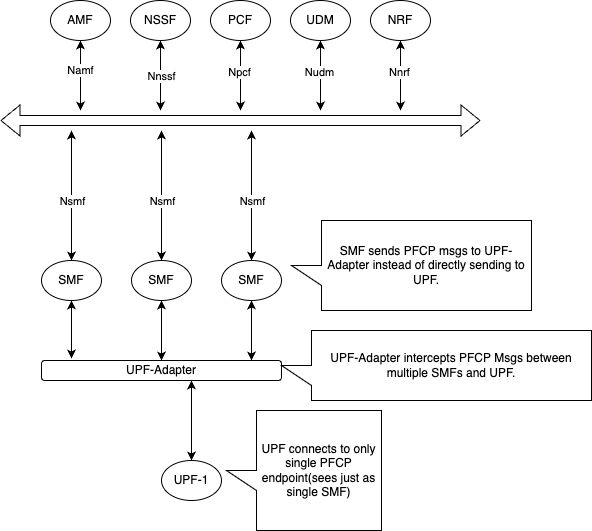 AMF
NSSF
PCF
UDM
NRF
Namf
Nnssf
Npcf
Nudm
Nnrf
Nsmf
Nsmf
Nsmf
SMF sends PFCP msgs to UPF-
Adapter instead of directly sending to
UPF.
SMF
SMF
SMF
UPF-Adapter intercepts PFCP Msgs between
multiple SMFs and UPF.
UPF-Adapter
UPF connects to only
single PFCP
endpoint(sees just as
single SMF)
UPF-1